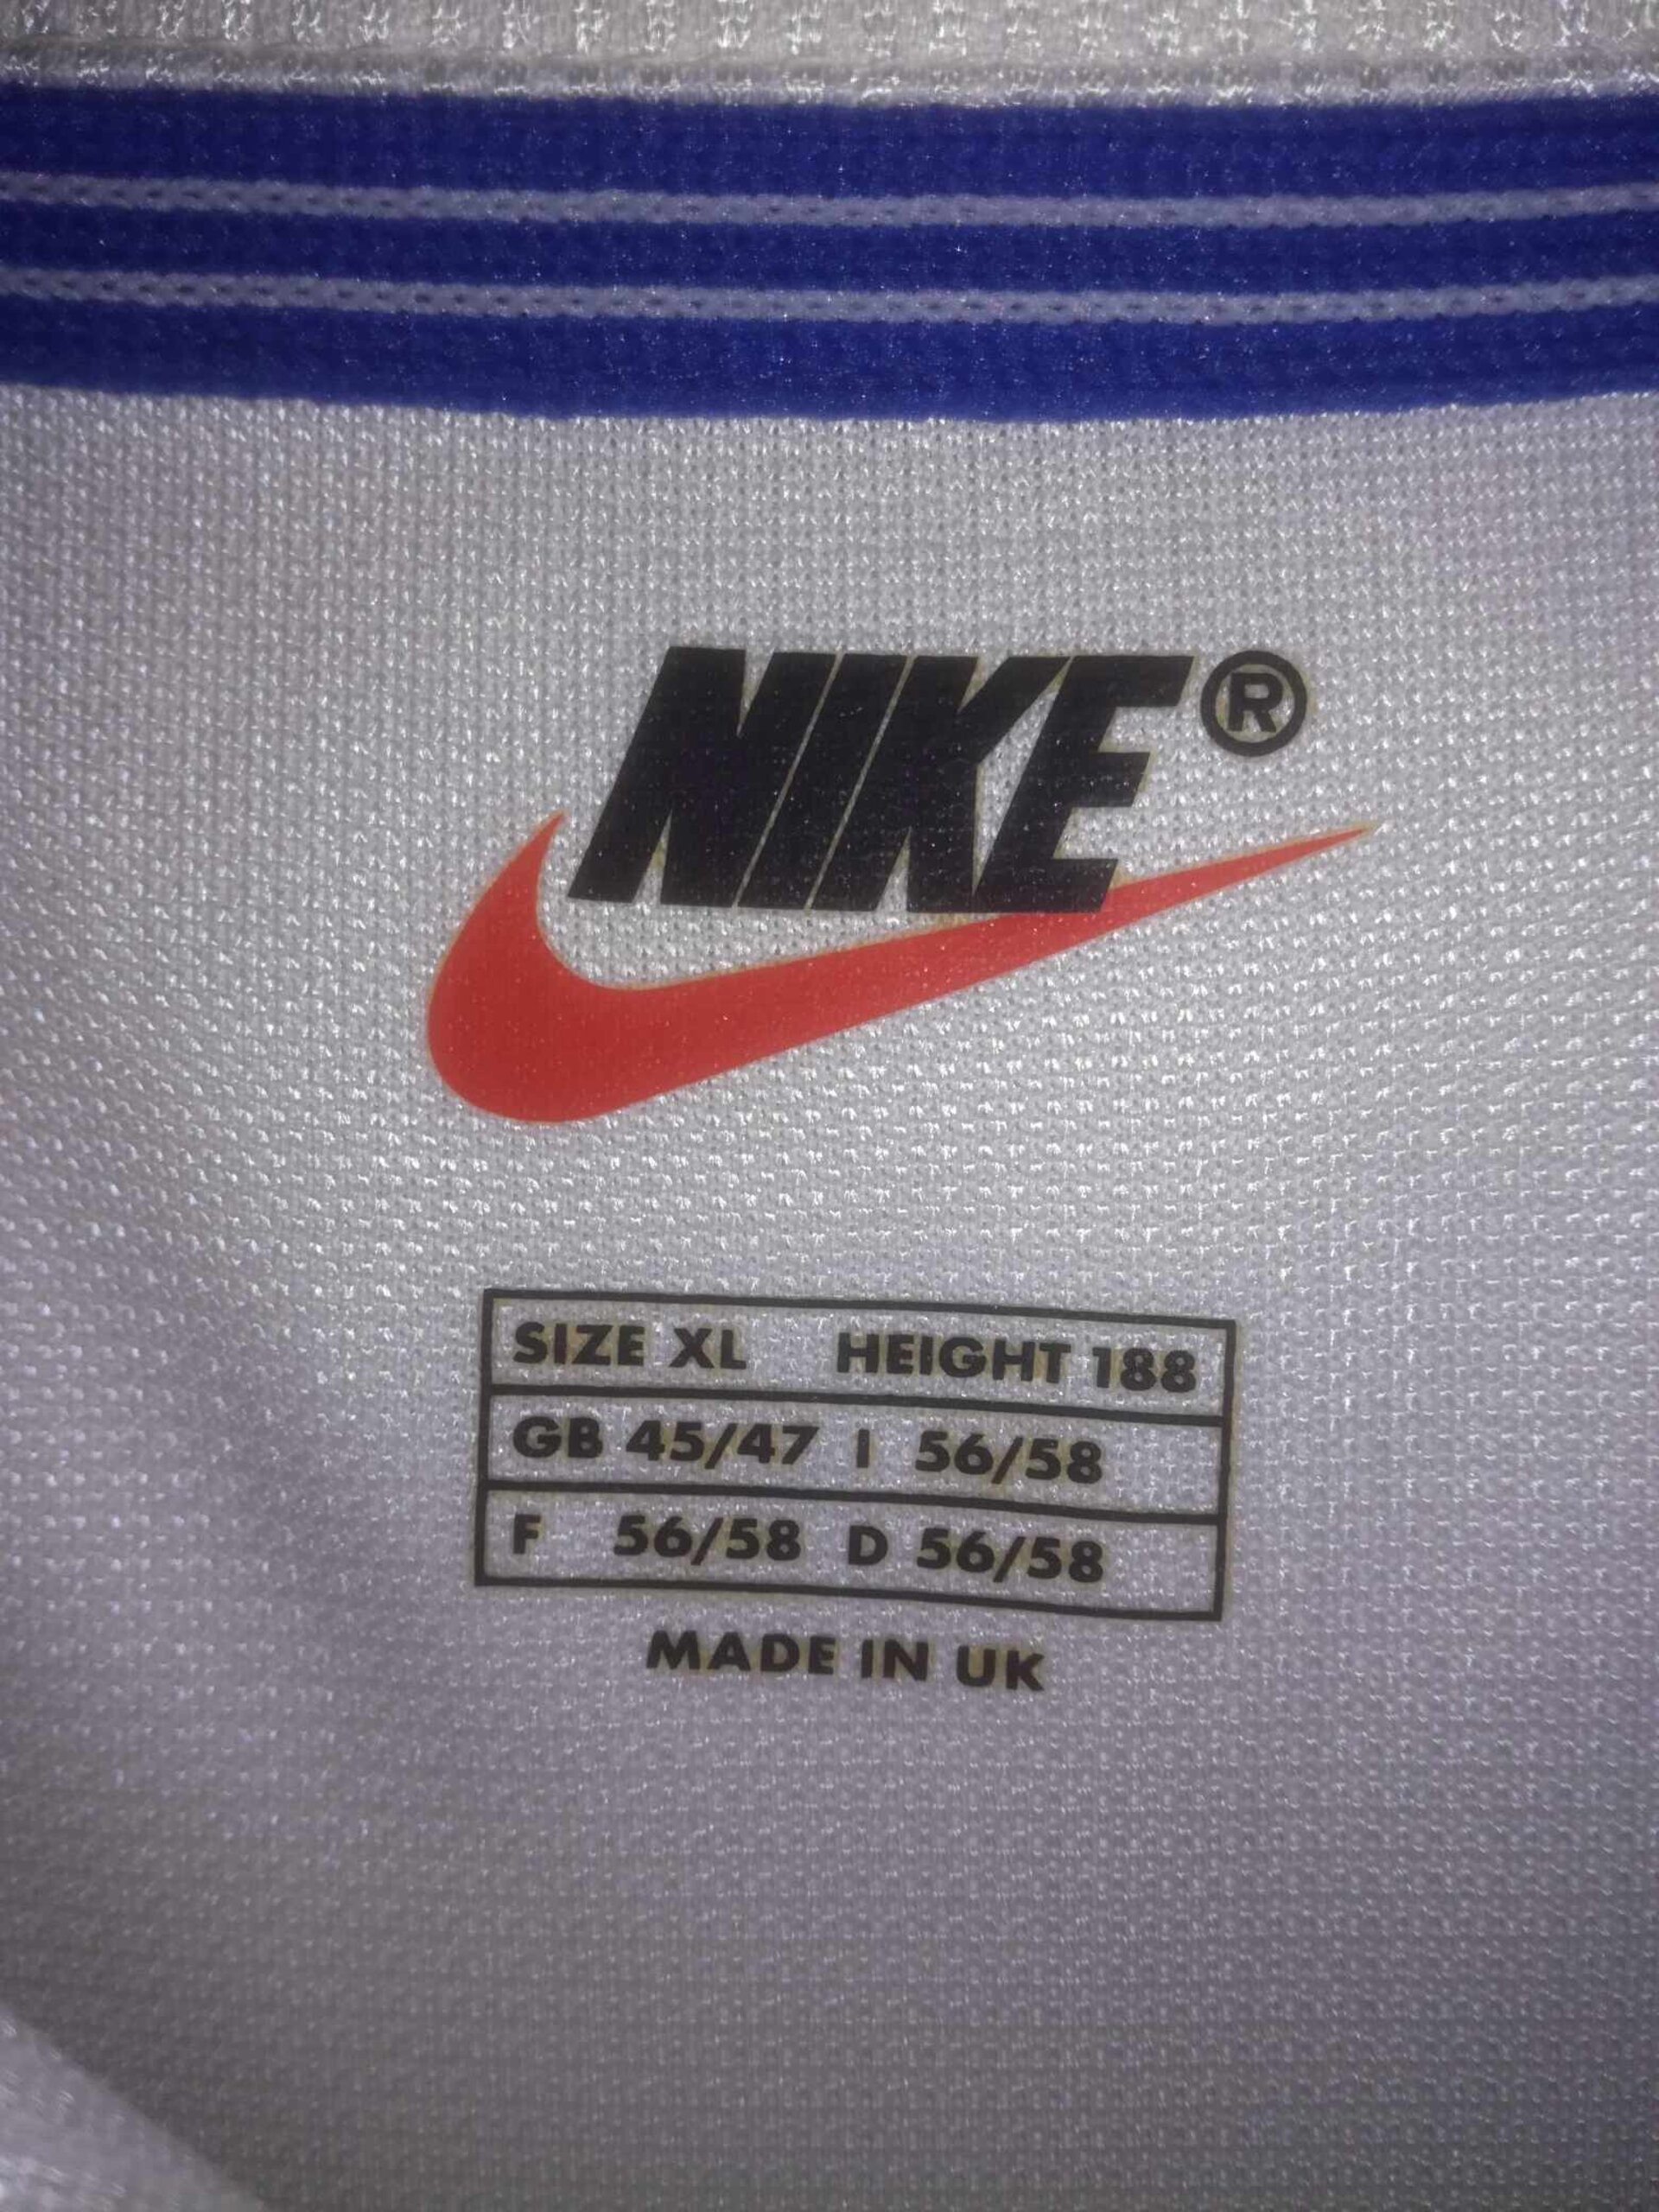 NIKE®
SIZE XL HEIGHT 188
GB 45/47 I 56/58
F 56/58 D 56/58
MADE IN UK